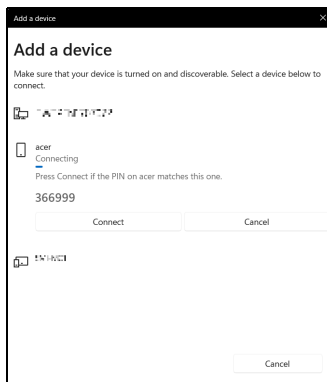 Add a device
Add a device
Make sure that your device is turned on and discoverable. Select a device below to
connect.
acer
Connecting
Press Connect if the PIN on acer matches this one.
366999
Connect Cancel
Cancel